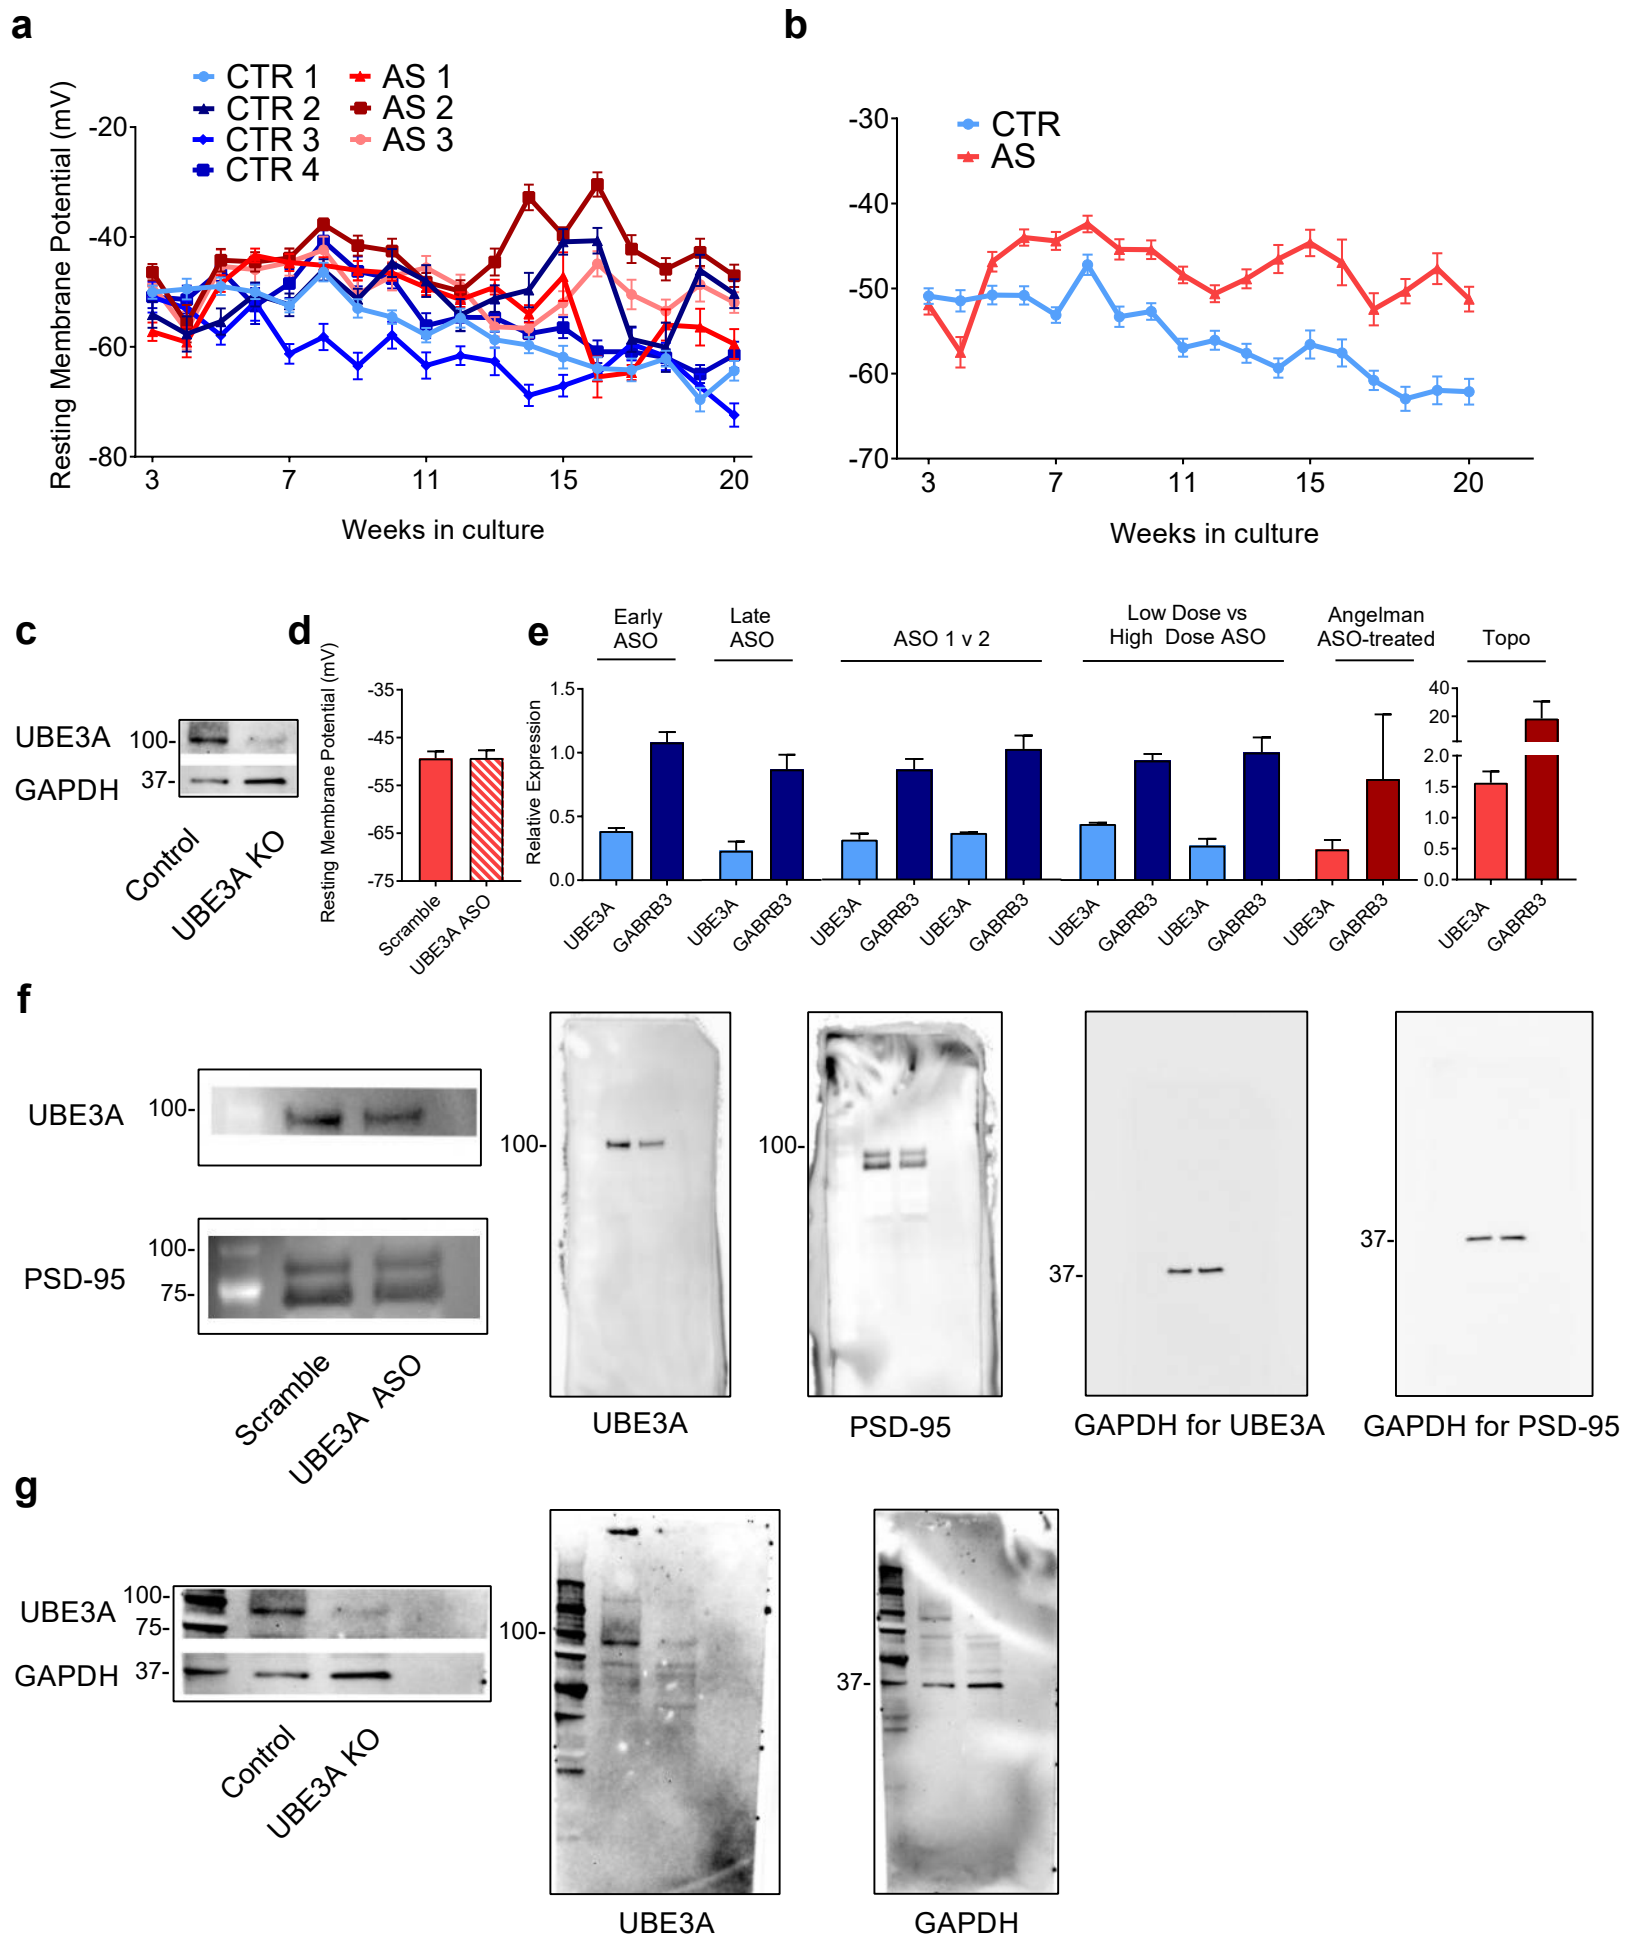 a
CTR 1
CTR 2
CTR 3
CTR 4
AS 1
AS 2
AS 3
Resting Membrane Potential (mV)
-20
-40
-60
-80
3 7 11 15 20
Weeks in culture
b
CTR
AS
-30
-40
-50
-60
-70
3 7 11 15 20
Weeks in culture
c
UBE3A 100-
GAPDH 37-
Control
UBE3A KO
d
Resting Membrane Potential (mV)
-35
-45
-55
-65
-75
Scramble
UBE3A ASO
e
Early
ASO
Late
ASO
ASO 1 v 2
Low Dose vs
High Dose ASO
Angelman
ASO-treated
Topo
Relative Expression
1.5
1.0
0.5
0.0
40
20
2.0
1.5
1.0
0.5
0.0
UBE3A
GABRB3
UBE3A
GABRB3
UBE3A
GABRB3
UBE3A
GABRB3
UBE3A
GABRB3
UBE3A
GABRB3
UBE3A
GABRB3
UBE3A
GABRB3
f
UBE3A 100-
PSD-95
100-
75-
Scramble
UBE3A ASO
100-
UBE3A
100-
PSD-95
37-
GAPDH for UBE3A
37-
GAPDH for PSD-95
g
UBE3A
100-
75-
GAPDH 37-
Control
UBE3A KO
100-
UBE3A
37-
GAPDH